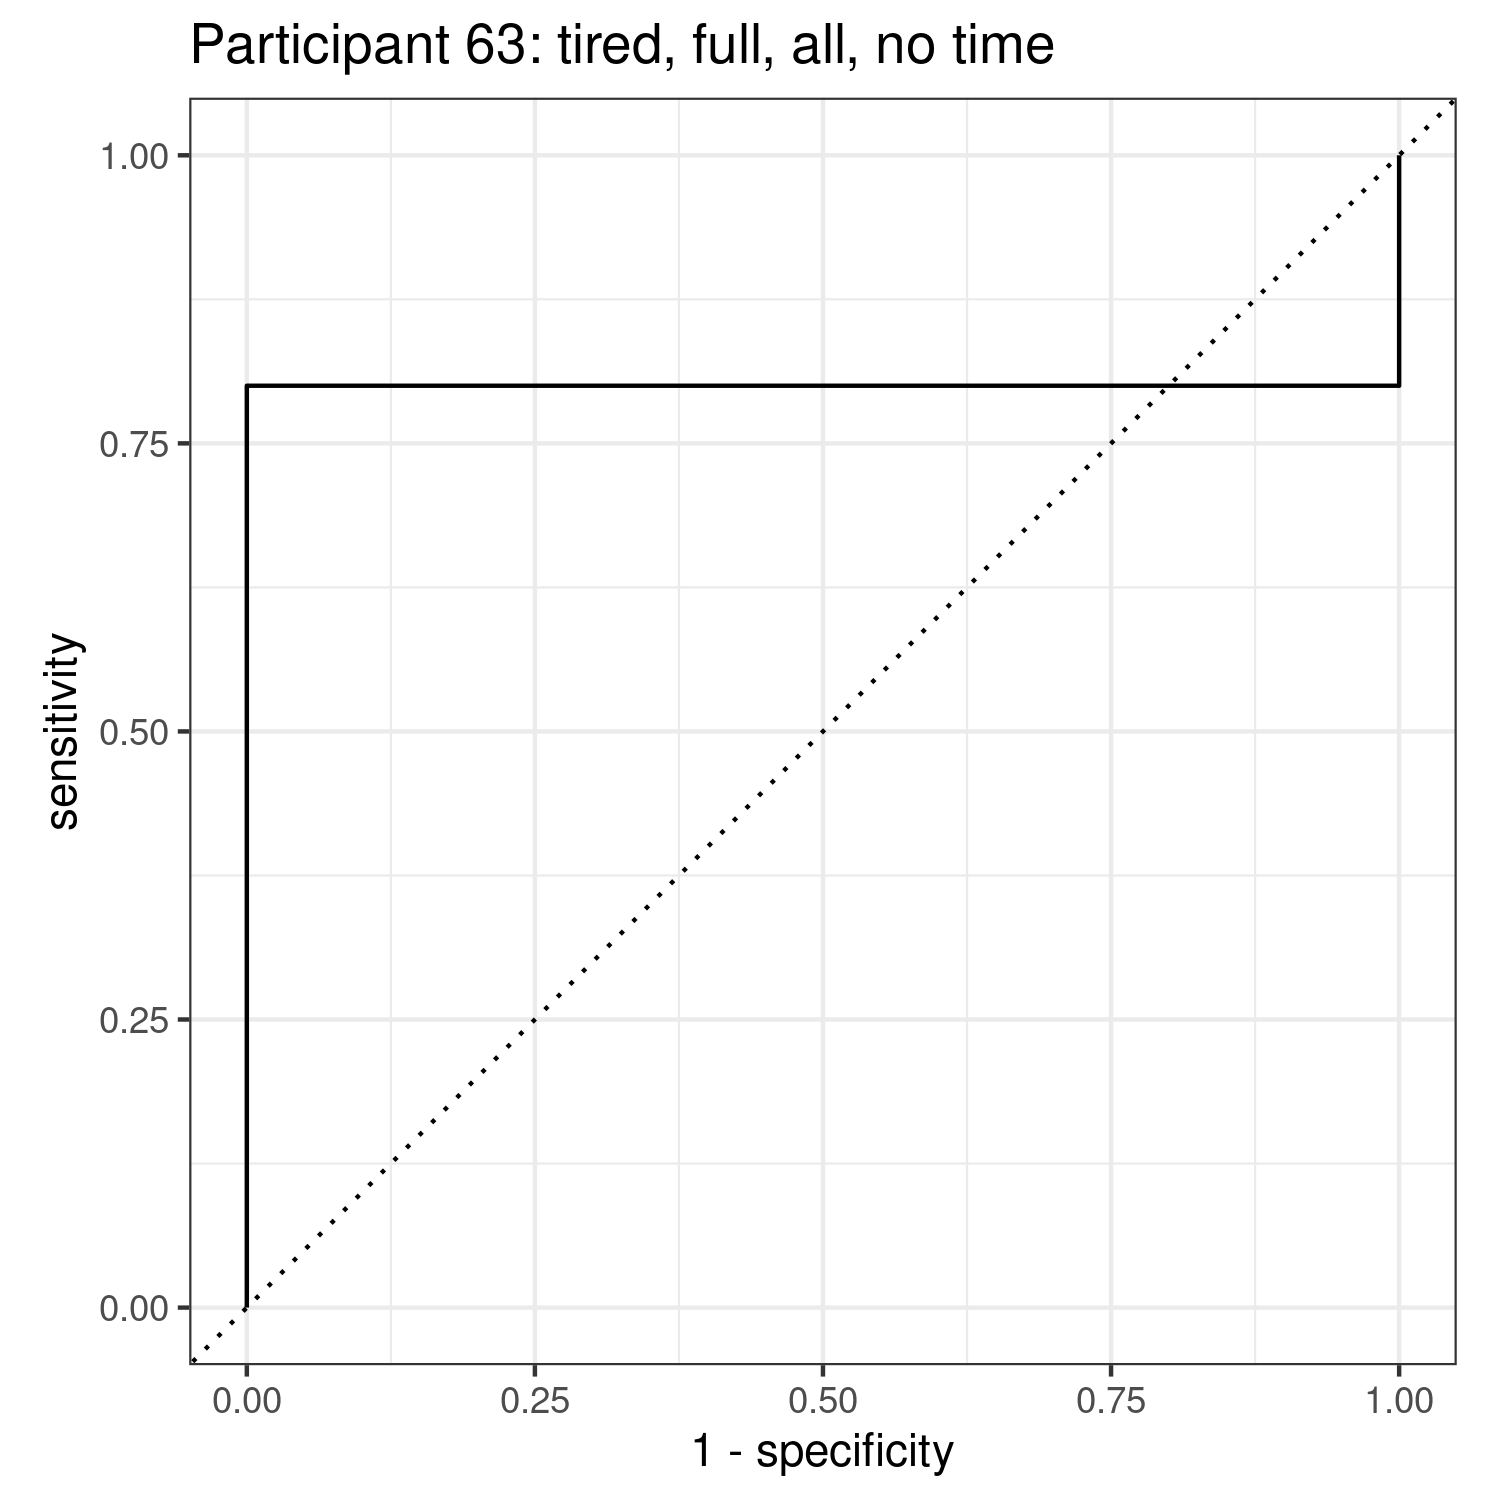 Participant 63: tired, full, all, no time
1.00
0.75
0.50
0.25
0.00
sensitivity
0.00 0.25 0.50 0.75 1.00
1 - specificity